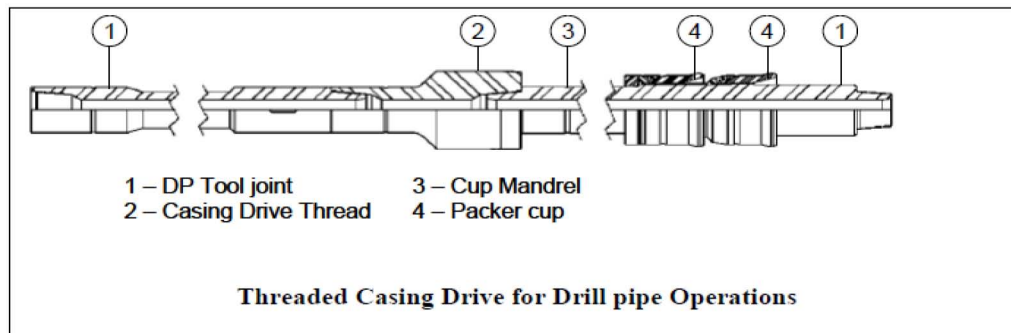 1 2 3 4 4 1
1 – DP Tool joint 3 – Cup Mandrel
2 – Casing Drive Thread 4 – Packer cup
Threaded Casing Drive for Drill pipe Operations